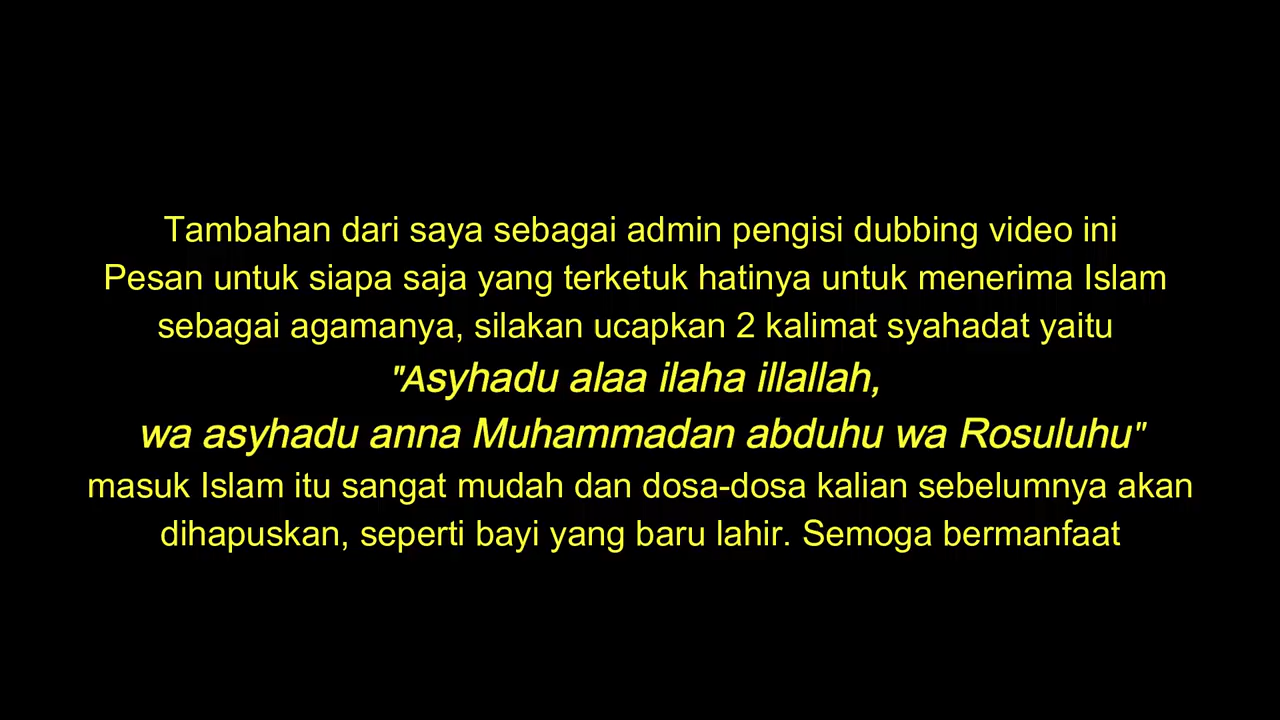 Tambahan dari saya sebagai admin pengisi dubbing video ini
Pesan untuk siapa saja yang terketuk hatinya untuk menerima Islam
sebagai agamanya, silakan ucapkan 2 kalimat syahadat yaitu
"Asyhadu alaa ilaha illallah,
wa asyhadu anna Muhammadan abduhu wa Rosuluhu"
masuk Islam itu sangat mudah dan dosa-dosa kalian sebelumnya akan
dihapuskan, seperti bayi yang baru lahir. Semoga bermanfaat